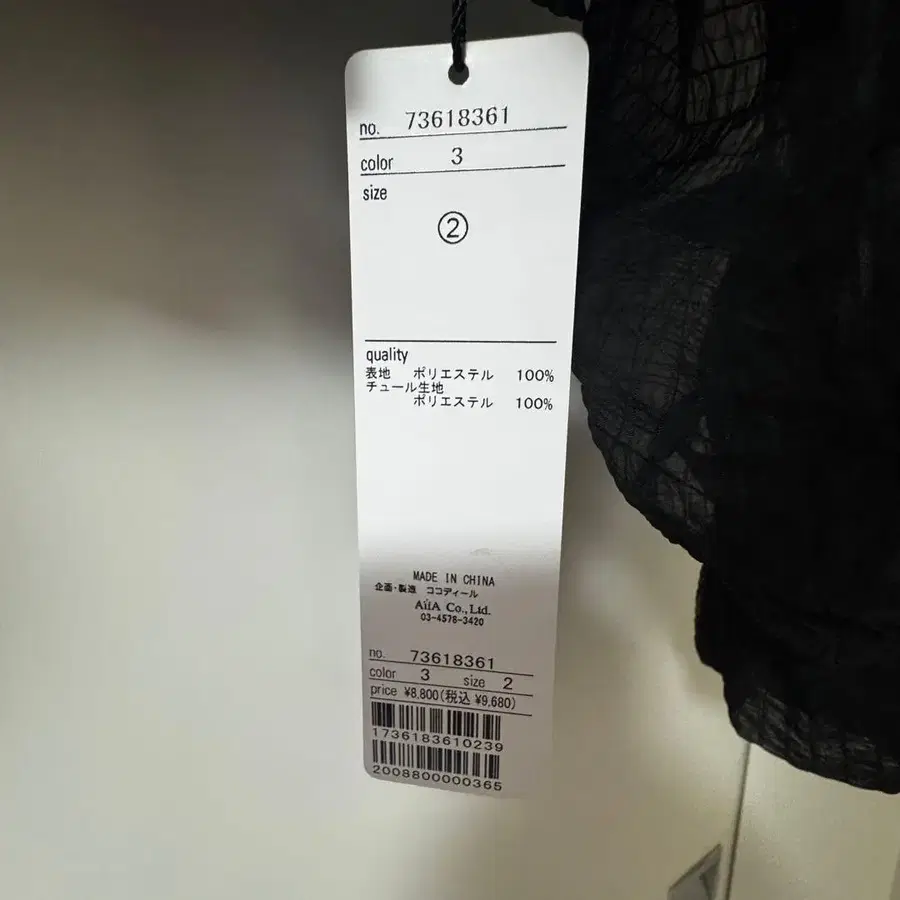 no. 73618361
color 3
size
②
quality
表地 ポリエステル 100%
チュール生地
ポリエステル 100%
MADE IN CHINA
企画・製造 ココディール
AiiA Co., Ltd.
03-4578-3420
no. 73618361
color 3 size 2
price ¥8,800(税込 ¥9,680)
1736183610239
2008800000365